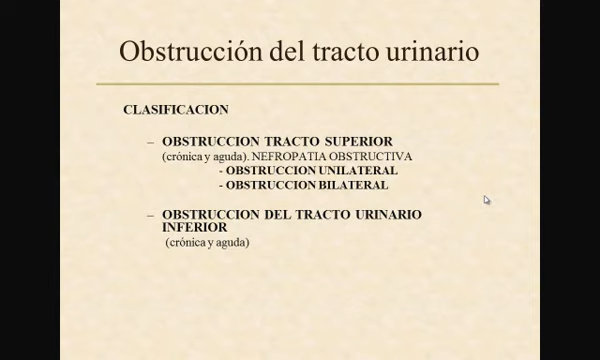 Obstrucción del tracto urinario
CLASIFICACION
– OBSTRUCCION TRACTO SUPERIOR
(crónica y aguda). NEFROPATIA OBSTRUCTIVA
- OBSTRUCCION UNILATERAL
- OBSTRUCCION BILATERAL
– OBSTRUCCION DEL TRACTO URINARIO
INFERIOR
(crónica y aguda)